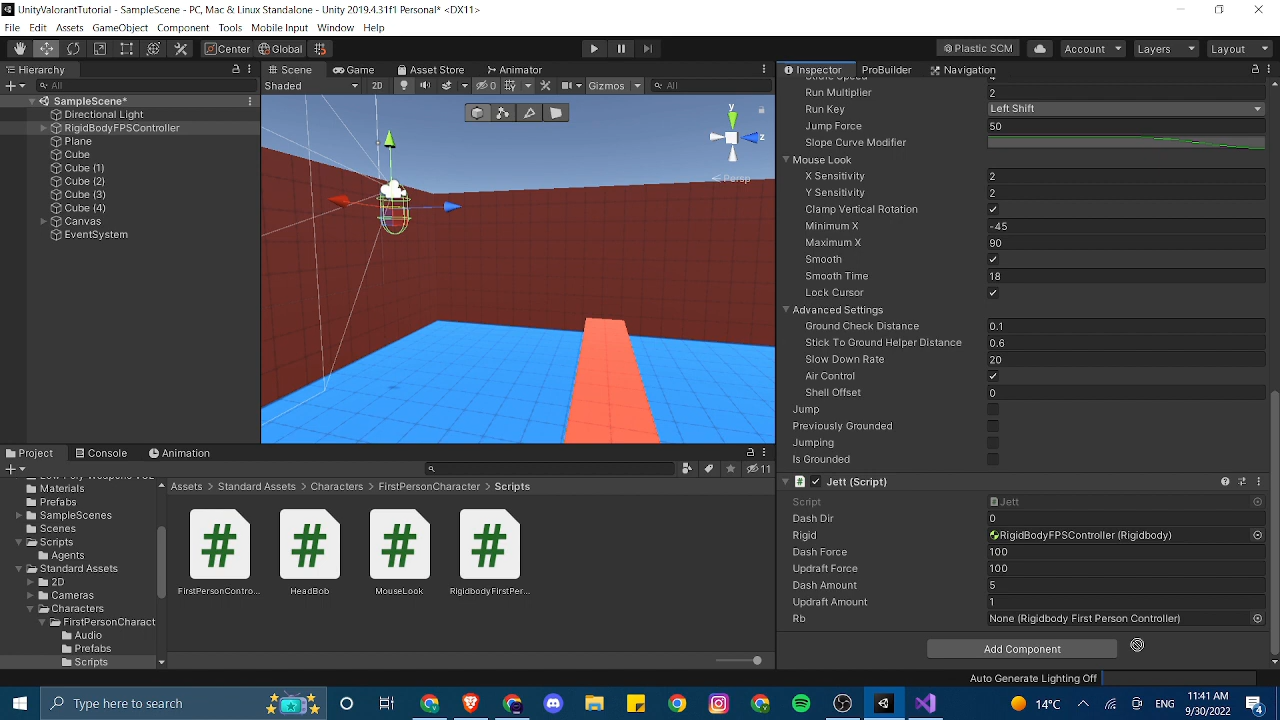 UnityValorantTutorial - SampleScene - PC, Mac & Linux Standalone - Unity 2019.4.31f1 Personal* <DX11>
File Edit Assets GameObject Component Tools Mobile Input Window Help
Center Global Plastic SCM Account Layers Layout
Hierarchy
All
SampleScene*
Directional Light
RigidBodyFPSController
Plane
Cube
Cube (1)
Cube (2)
Cube (3)
Cube (4)
Canvas
EventSystem
Scene Game Asset Store Animator
Shaded 2D 0 Gizmos All
y
z
Persp
Inspector ProBuilder Navigation
Run Multiplier 2
Run Key Left Shift
Jump Force 50
Slope Curve Modifier
Mouse Look
X Sensitivity 2
Y Sensitivity 2
Clamp Vertical Rotation
Minimum X -45
Maximum X 90
Smooth
Smooth Time 18
Lock Cursor
Advanced Settings
Ground Check Distance 0.1
Stick To Ground Helper Distance 0.6
Slow Down Rate 20
Air Control
Shell Offset 0
Jump
Previously Grounded
Jumping
Is Grounded
Jett (Script)
Script Jett
Dash Dir 0
Rigid RigidBodyFPSController (Rigidbody)
Dash Force 100
Updraft Force 100
Dash Amount 5
Updraft Amount 1
Rb None (Rigidbody First Person Controller)
Add Component
Project Console Animation
11
Materials
Prefabs
SampleScenes
Scenes
Scripts
Agents
Standard Assets
2D
Cameras
Characters
FirstPersonCharact
Audio
Prefabs
Scripts
Assets > Standard Assets > Characters > FirstPersonCharacter > Scripts
FirstPersonContro... HeadBob MouseLook RigidbodyFirstPer...
Auto Generate Lighting Off
Type here to search
14°C ENG 11:41 AM
9/30/2022
4